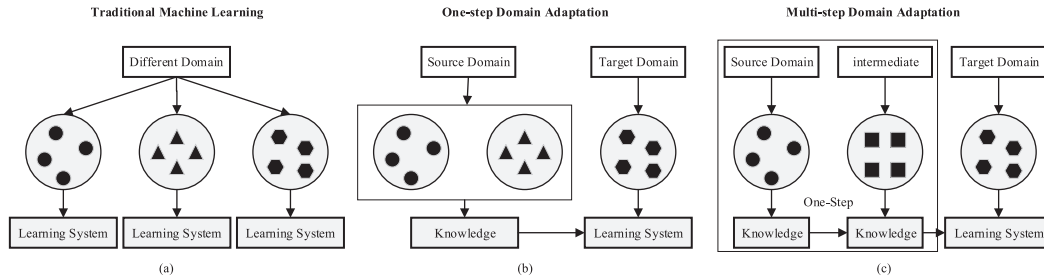 Traditional Machine Learning
Different Domain
Learning System
Learning System
Learning System
(a)
One-step Domain Adaptation
Source Domain
Target Domain
Knowledge
Learning System
(b)
Multi-step Domain Adaptation
Source Domain
intermediate
Target Domain
One-Step
Knowledge
Knowledge
Learning System
(c)